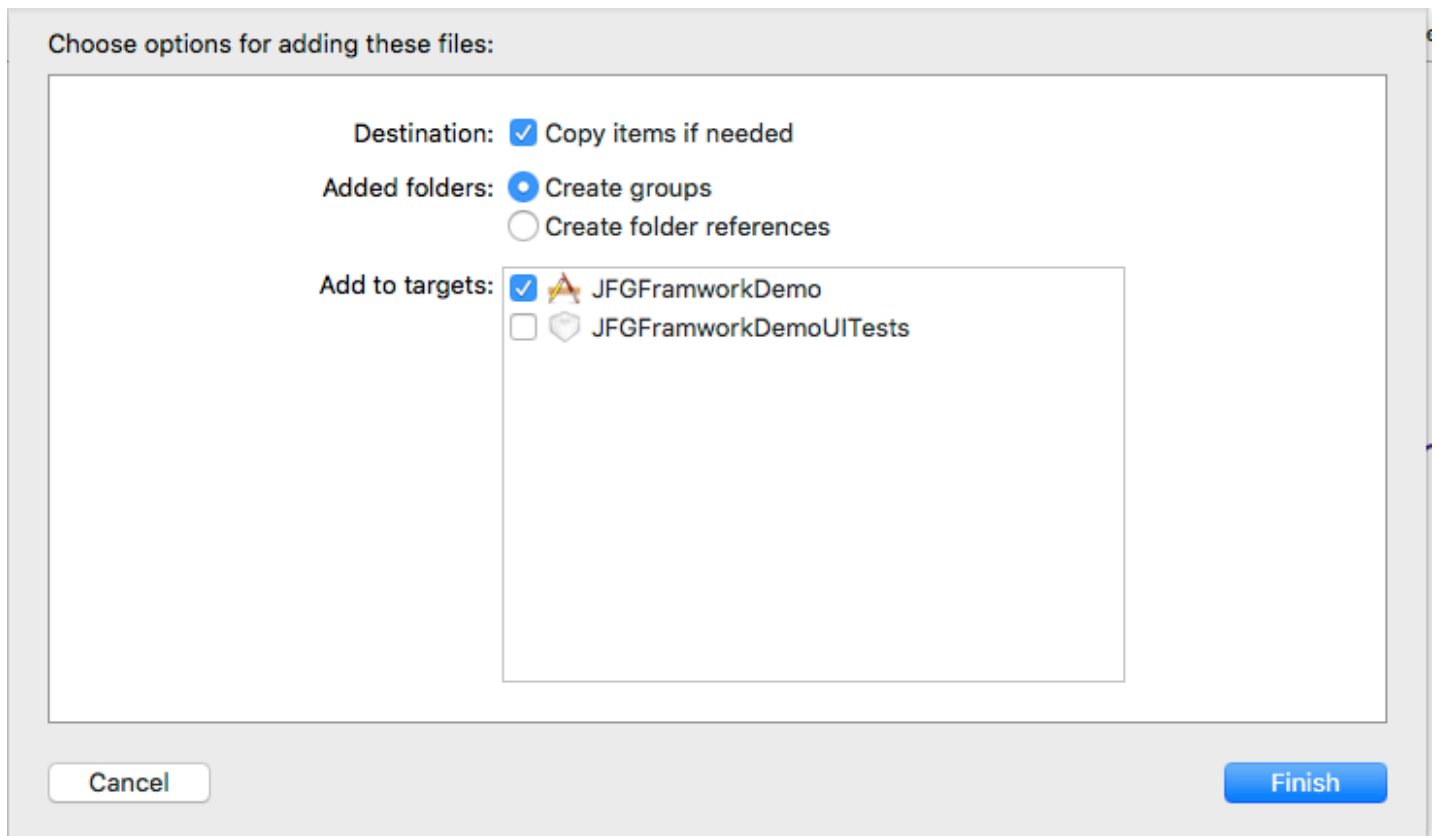 Choose options for adding these files:
Destination: Copy items if needed
Added folders: Create groups
Create folder references
Add to targets: JFGFramworkDemo
JFGFramworkDemoUITests
Cancel Finish